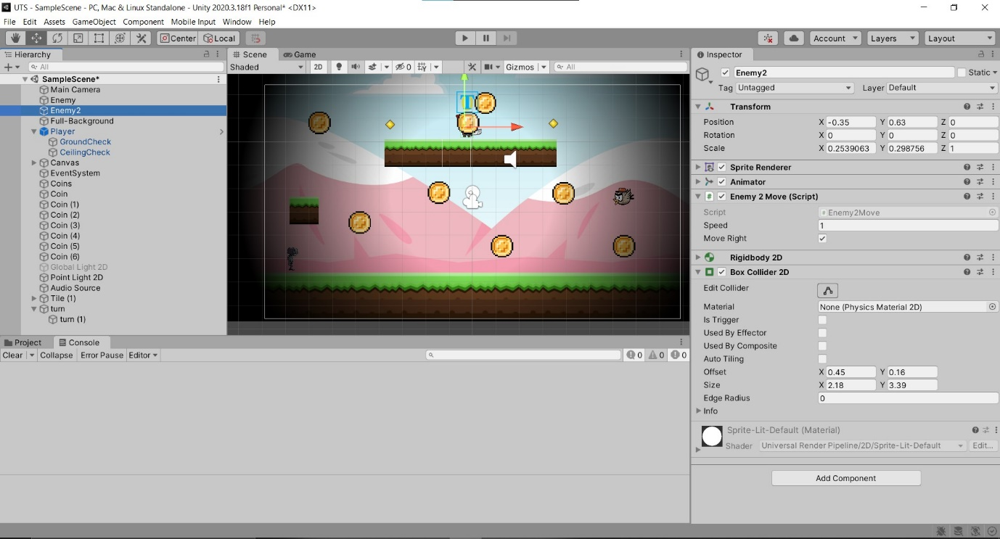 UTS - SampleScene - PC, Mac & Linux Standalone - Unity 2020.3.18f1 Personal* <DX11>
File Edit Assets GameObject Component Mobile Input Window Help
Center Local Account Layers Layout
Hierarchy
All
SampleScene*
Main Camera
Enemy
Enemy2
Full-Background
Player
GroundCheck
CeilingCheck
Canvas
EventSystem
Coins
Coin
Coin (1)
Coin (2)
Coin (3)
Coin (4)
Coin (5)
Coin (6)
Global Light 2D
Point Light 2D
Audio Source
Tile (1)
turn
turn (1)
Scene Game
Shaded 2D 0 Gizmos All
T
Project Console
Clear Collapse Error Pause Editor 0 0 0
Inspector
Enemy2 Static
Tag Untagged Layer Default
Transform
Position X -0.35 Y 0.63 Z 0
Rotation X 0 Y 0 Z 0
Scale X 0.2539063 Y 0.298756 Z 1
Sprite Renderer
Animator
# Enemy 2 Move (Script)
Script Enemy2Move
Speed 1
Move Right
Rigidbody 2D
Box Collider 2D
Edit Collider
Material None (Physics Material 2D)
Is Trigger
Used By Effector
Used By Composite
Auto Tiling
Offset X 0.45 Y 0.16
Size X 2.18 Y 3.39
Edge Radius 0
Info
Sprite-Lit-Default (Material)
Shader Universal Render Pipeline/2D/Sprite-Lit-Default Edit...
Add Component